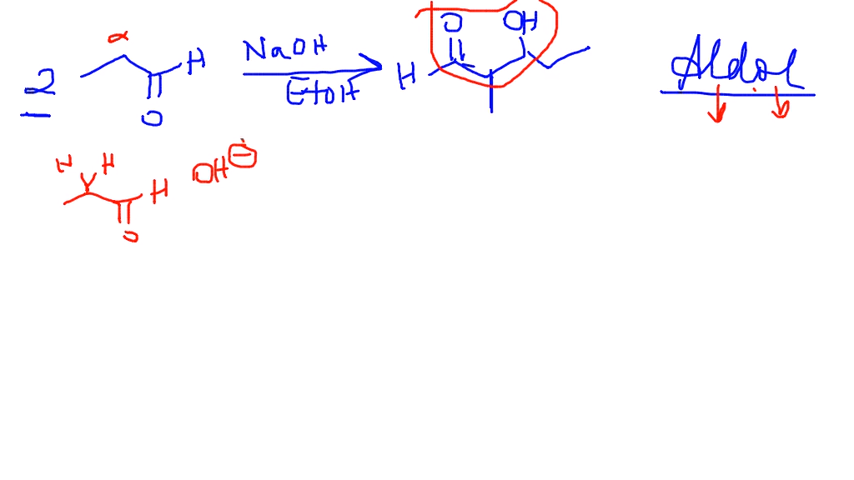 α
2 H O
NaOH
EtOH
H O OH
Aldol
H H H O
OH⊖